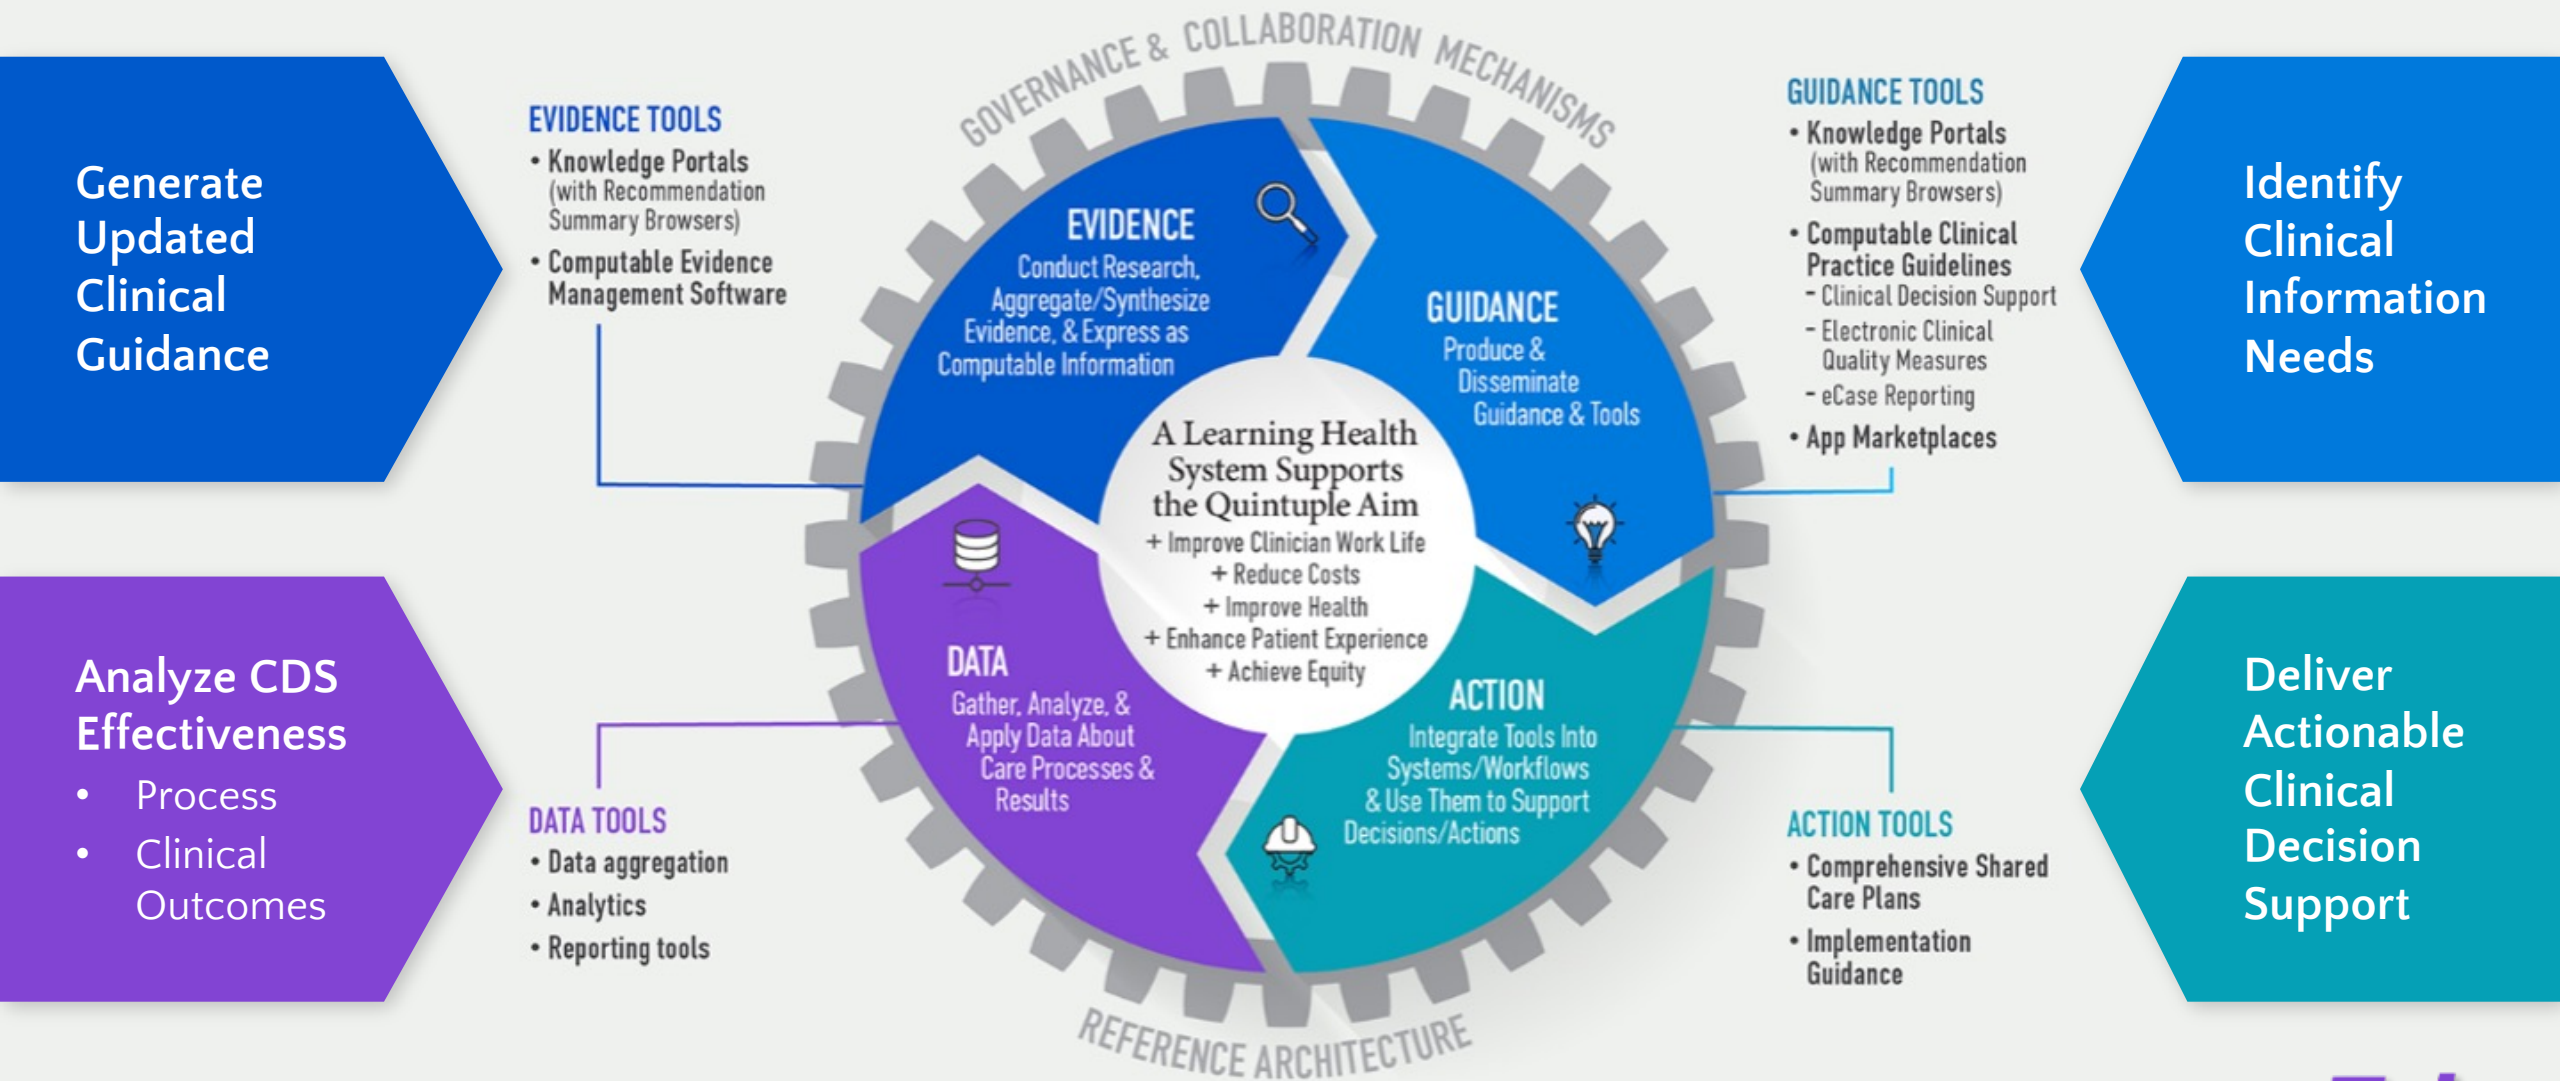 GOVERNANCE & COLLABORATION MECHANISMS
Generate
Updated
Clinical
Guidance
EVIDENCE TOOLS
• Knowledge Portals
(with Recommendation
Summary Browsers)
• Computable Evidence
Management Software
EVIDENCE
Conduct Research,
Aggregate/Synthesize
Evidence, & Express as
Computable Information
GUIDANCE
Produce &
Disseminate
Guidance & Tools
GUIDANCE TOOLS
• Knowledge Portals
(with Recommendation
Summary Browsers)
• Computable Clinical
Practice Guidelines
- Clinical Decision Support
- Electronic Clinical
Quality Measures
- eCase Reporting
• App Marketplaces
Identify
Clinical
Information
Needs
A Learning Health
System Supports
the Quintuple Aim
+ Improve Clinician Work Life
+ Reduce Costs
+ Improve Health
+ Enhance Patient Experience
+ Achieve Equity
Analyze CDS
Effectiveness
• Process
• Clinical
Outcomes
DATA TOOLS
• Data aggregation
• Analytics
• Reporting tools
DATA
Gather, Analyze, &
Apply Data About
Care Processes &
Results
ACTION
Integrate Tools Into
Systems/Workflows
& Use Them to Support
Decisions/Actions
ACTION TOOLS
• Comprehensive Shared
Care Plans
• Implementation
Guidance
Deliver
Actionable
Clinical
Decision
Support
REFERENCE ARCHITECTURE